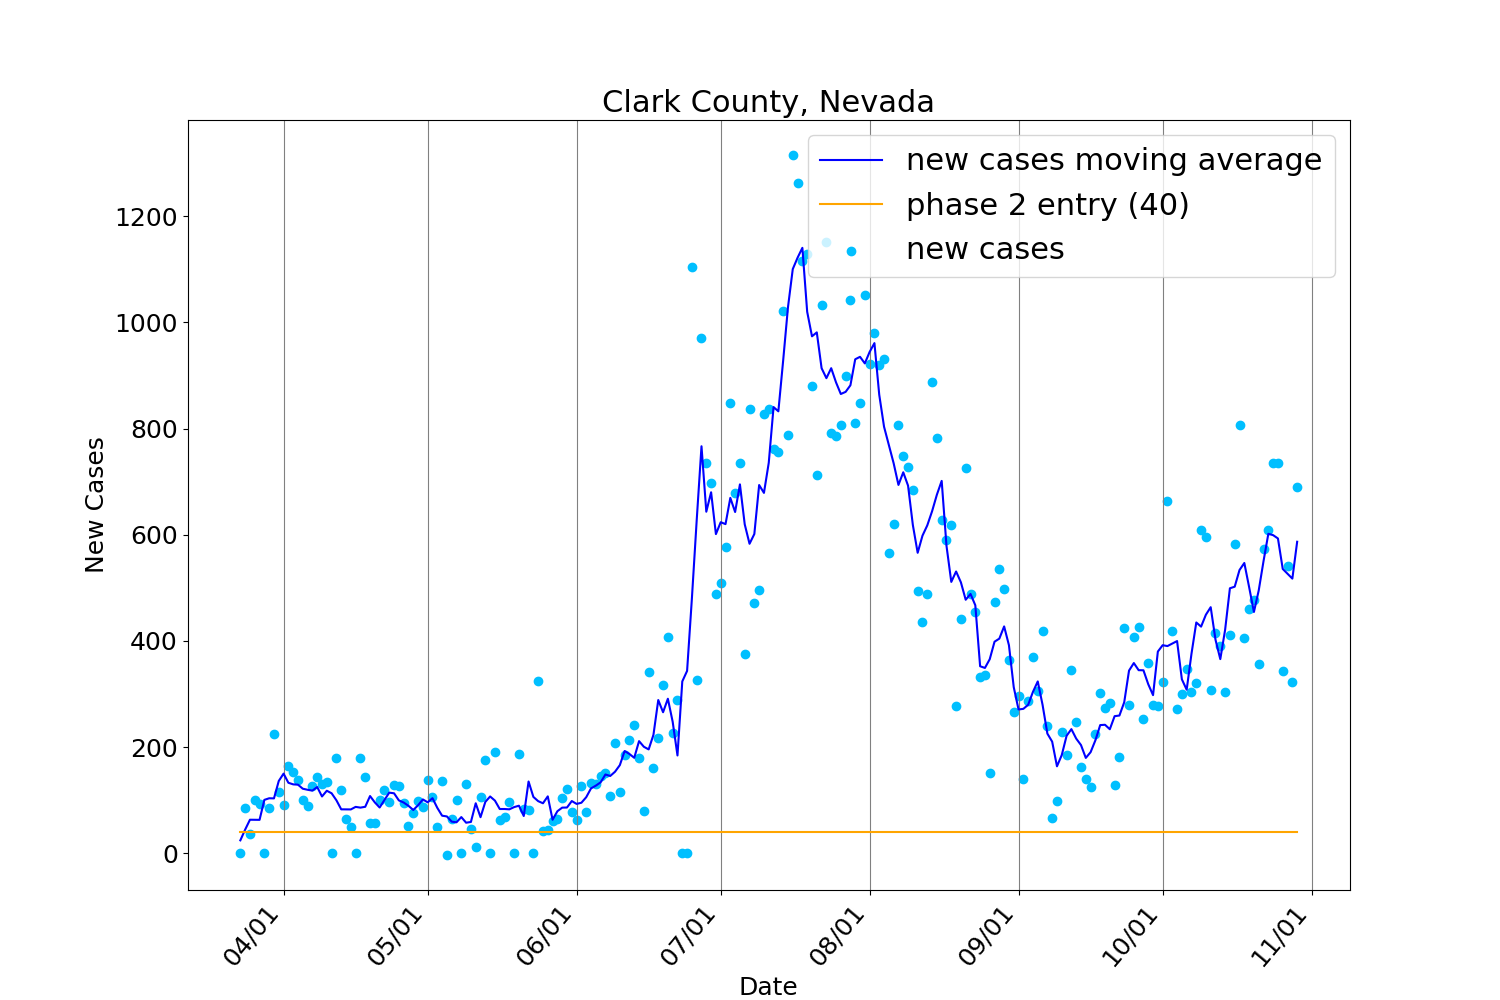 Clark County, Nevada
new cases moving average
phase 2 entry (40)
new cases
New Cases
1200
1000
800
600
400
200
0
04/01
05/01
06/01
07/01
08/01
09/01
10/01
11/01
Date